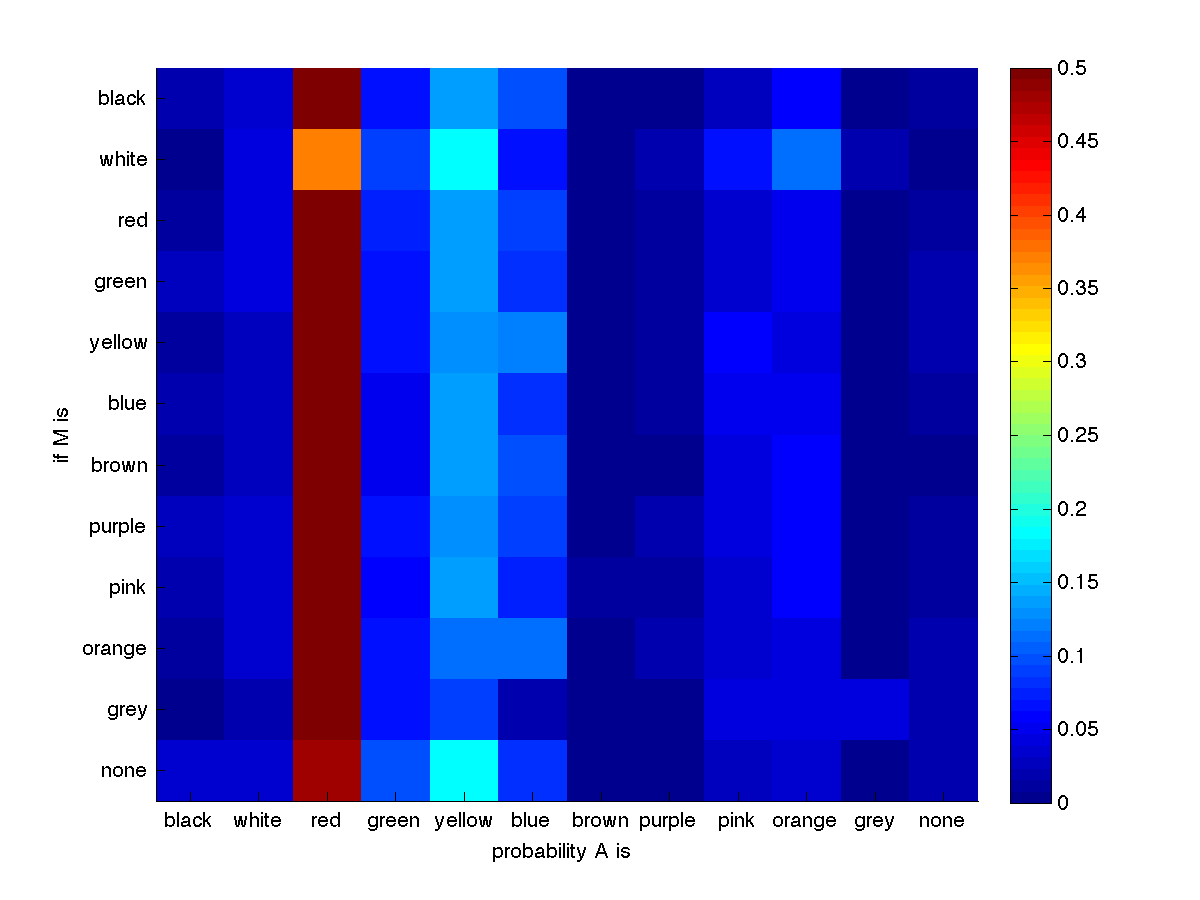 black
white
red
green
yellow
blue
brown
purple
pink
orange
grey
none
if M is
black white red green yellow blue brown purple pink orange grey none
probability A is
0.5
0.45
0.4
0.35
0.3
0.25
0.2
0.15
0.1
0.05
0